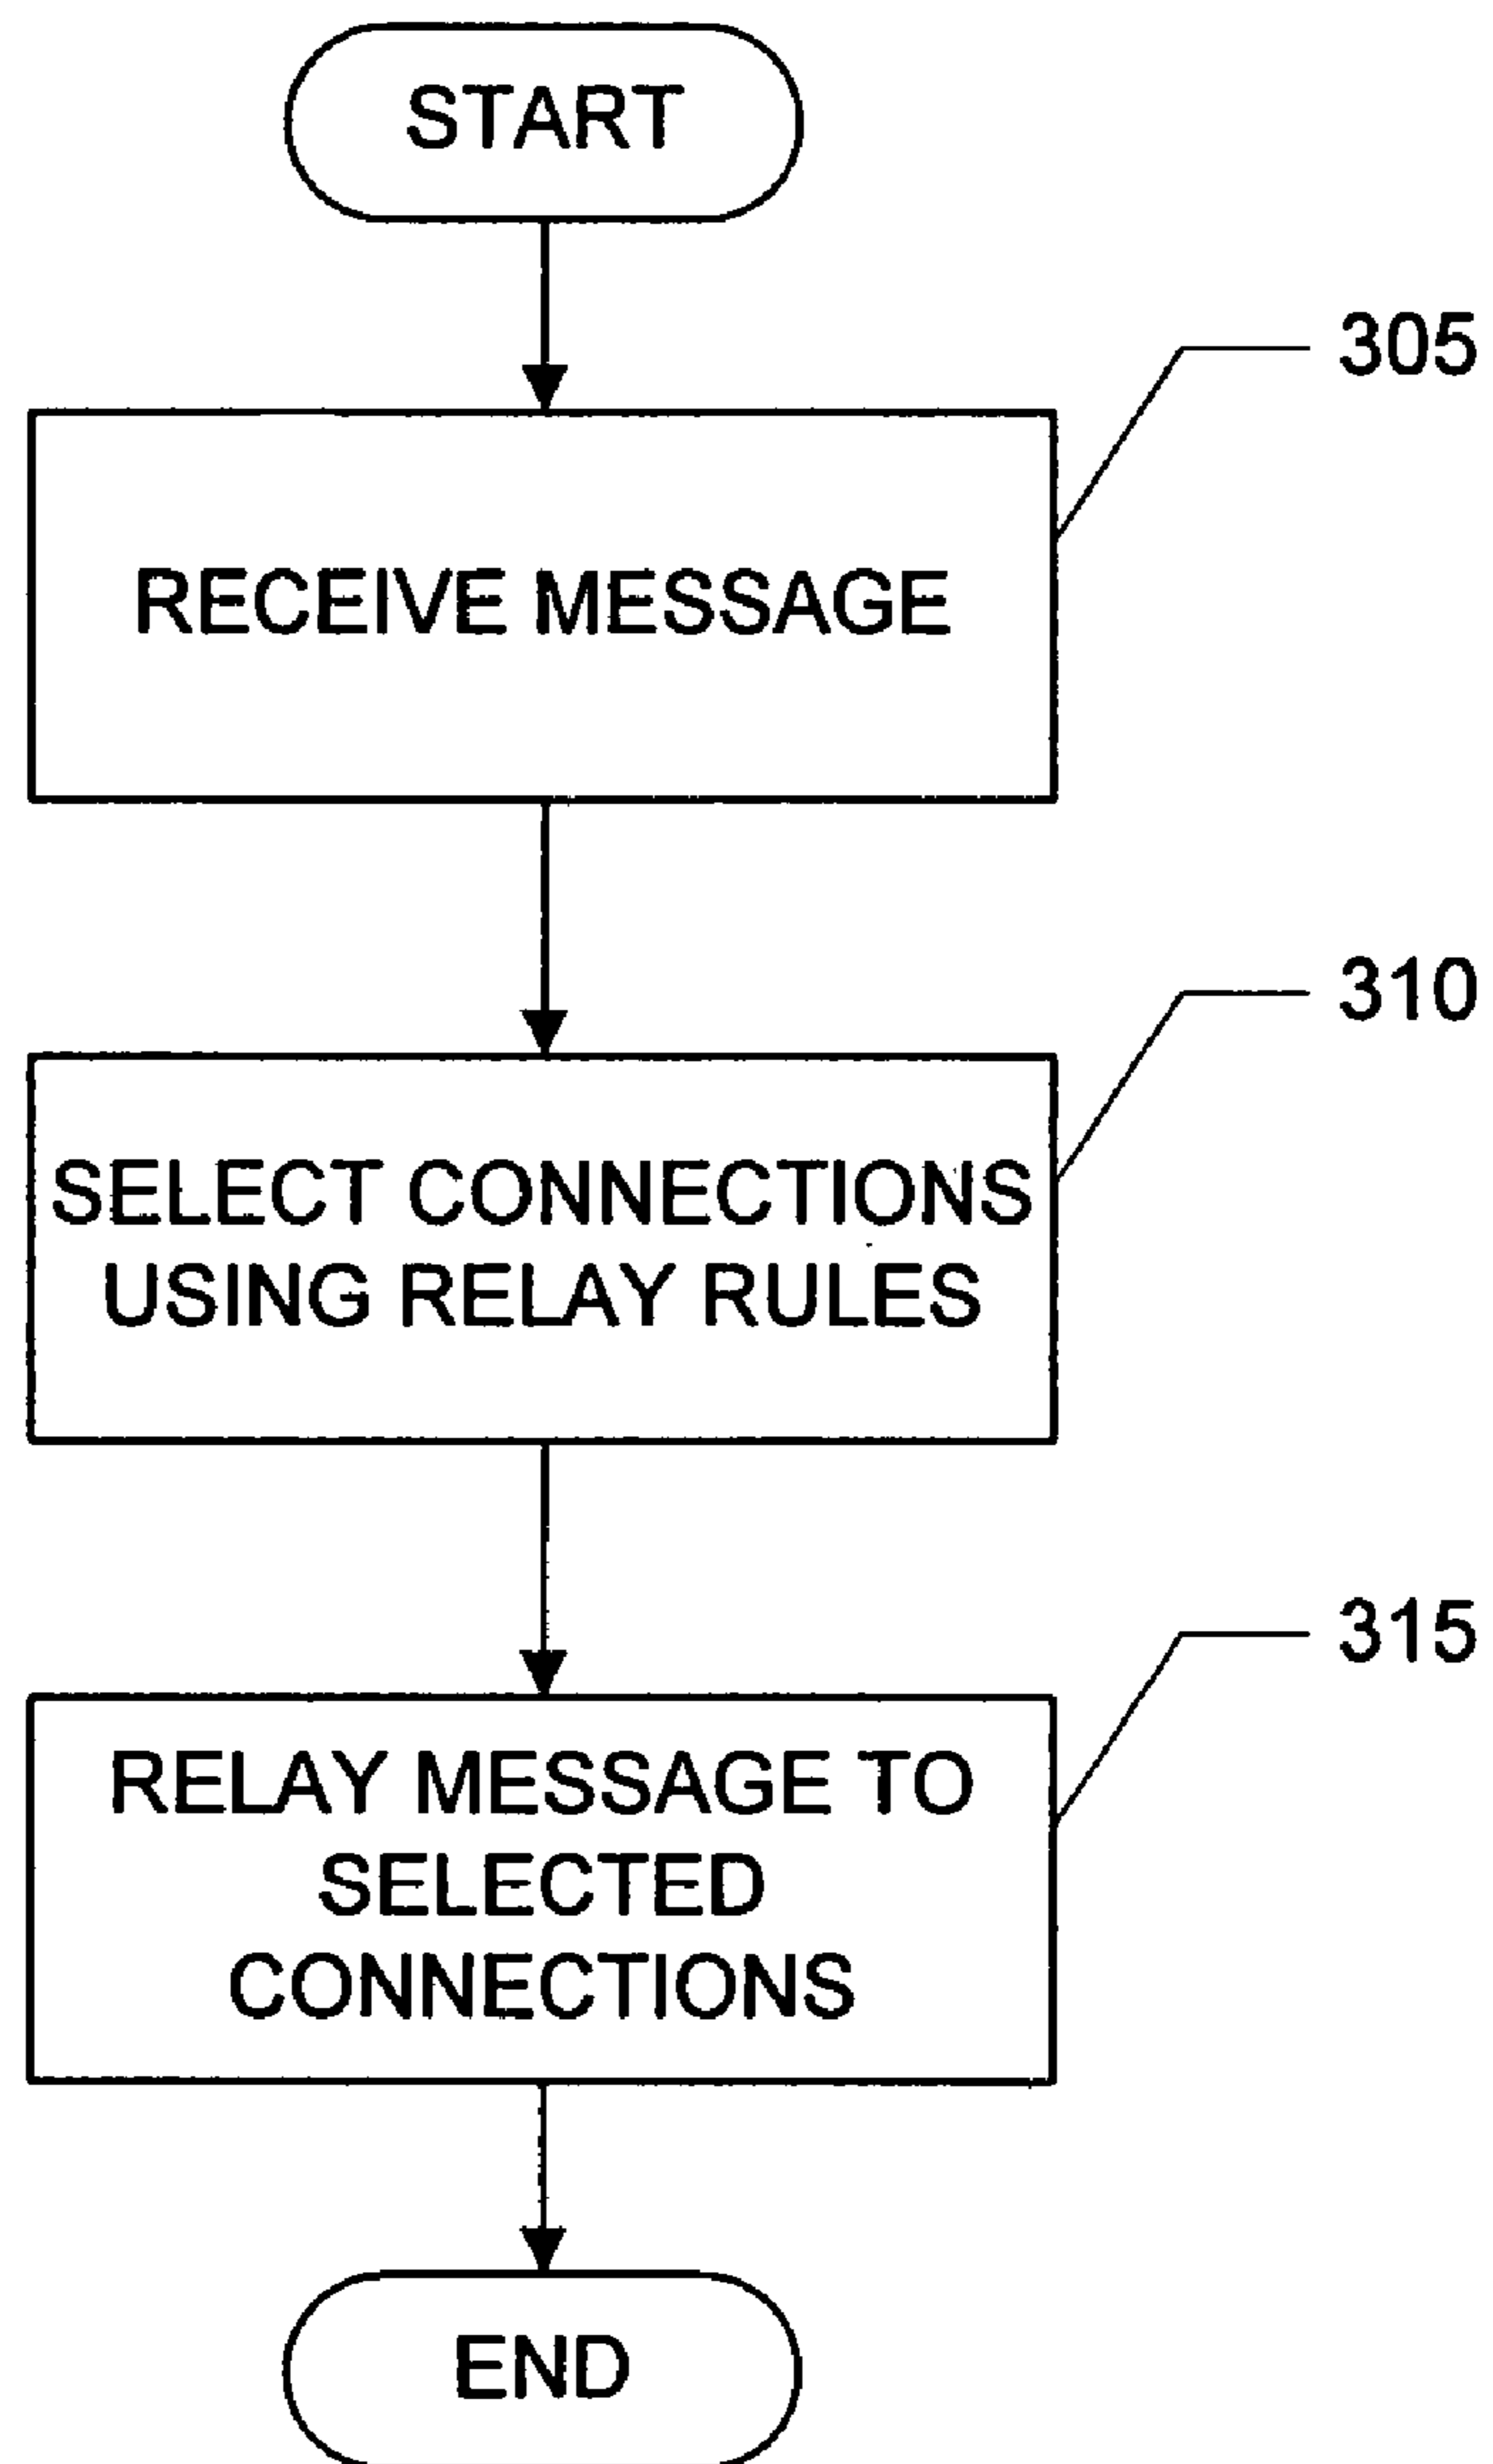 START
305
RECEIVE MESSAGE
310
SELECT CONNECTIONS
USING RELAY RULES
315
RELAY MESSAGE TO
SELECTED
CONNECTIONS
END